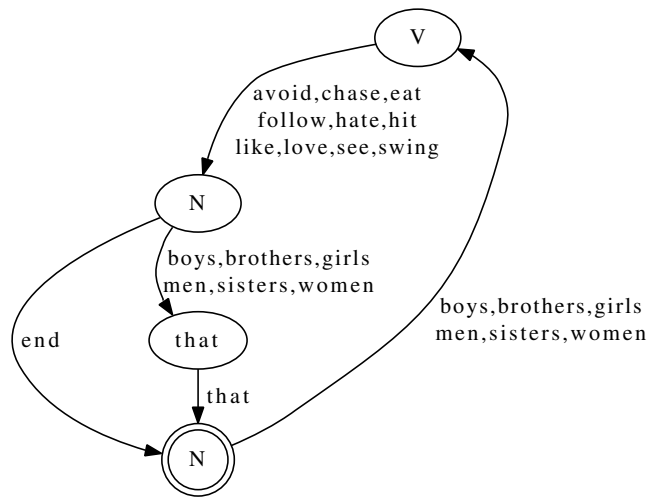 V
avoid,chase,eat
follow,hate,hit
like,love,see,swing
N
boys,brothers,girls
men,sisters,women
boys,brothers,girls
men,sisters,women
end
that
that
N